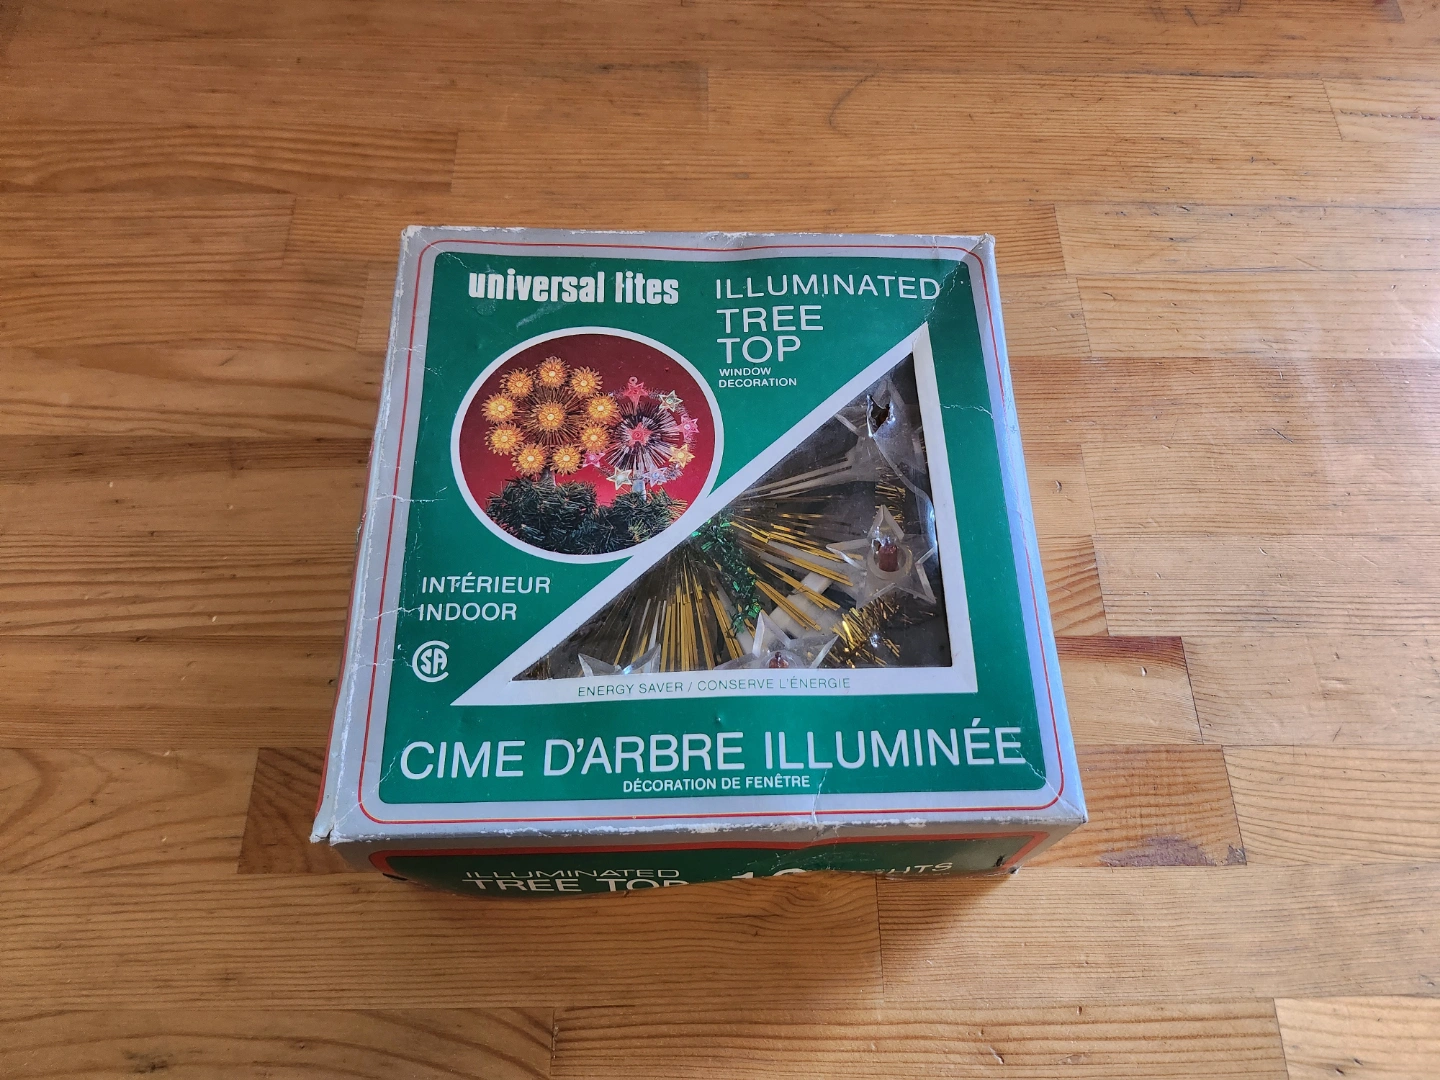 universal lites
ILLUMINATED
TREE
TOP
WINDOW
DECORATION
INTÉRIEUR
INDOOR
CSA
ENERGY SAVER / CONSERVE L'ÉNERGIE
CIME D'ARBRE ILLUMINÉE
DÉCORATION DE FENÊTRE
ILLUMINATED
TREE TOP